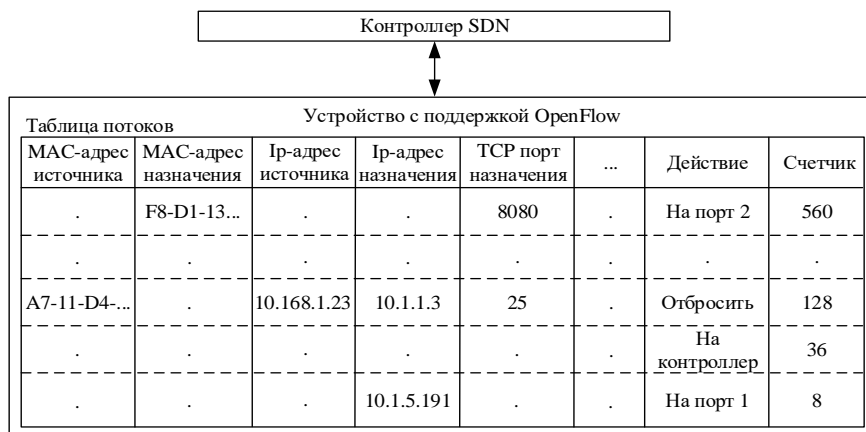 Контроллер SDN
Устройство с поддержкой OpenFlow
Таблица потоков
MAC-адрес источника MAC-адрес назначения Ip-адрес источника Ip-адрес назначения TCP порт назначения ... Действие Счетчик
. F8-D1-13... . . 8080 . На порт 2 560
. . . . . . . .
A7-11-D4-... . 10.168.1.23 10.1.1.3 25 . Отбросить 128
. . . . . . На контроллер 36
. . . 10.1.5.191 . . На порт 1 8